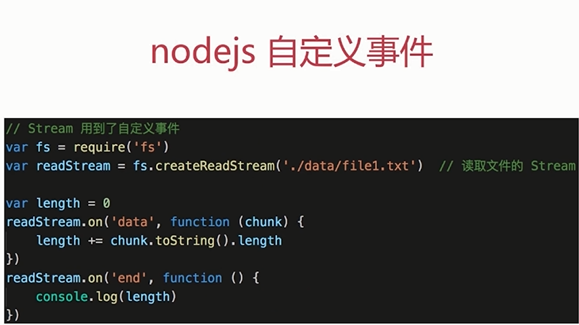 nodejs 自定义事件
// Stream 用到了自定义事件
var fs = require('fs')
var readStream = fs.createReadStream('./data/file1.txt')  // 读取文件的 Stream
var length = 0
readStream.on('data', function (chunk) {
    length += chunk.toString().length
})
readStream.on('end', function () {
    console.log(length)
})